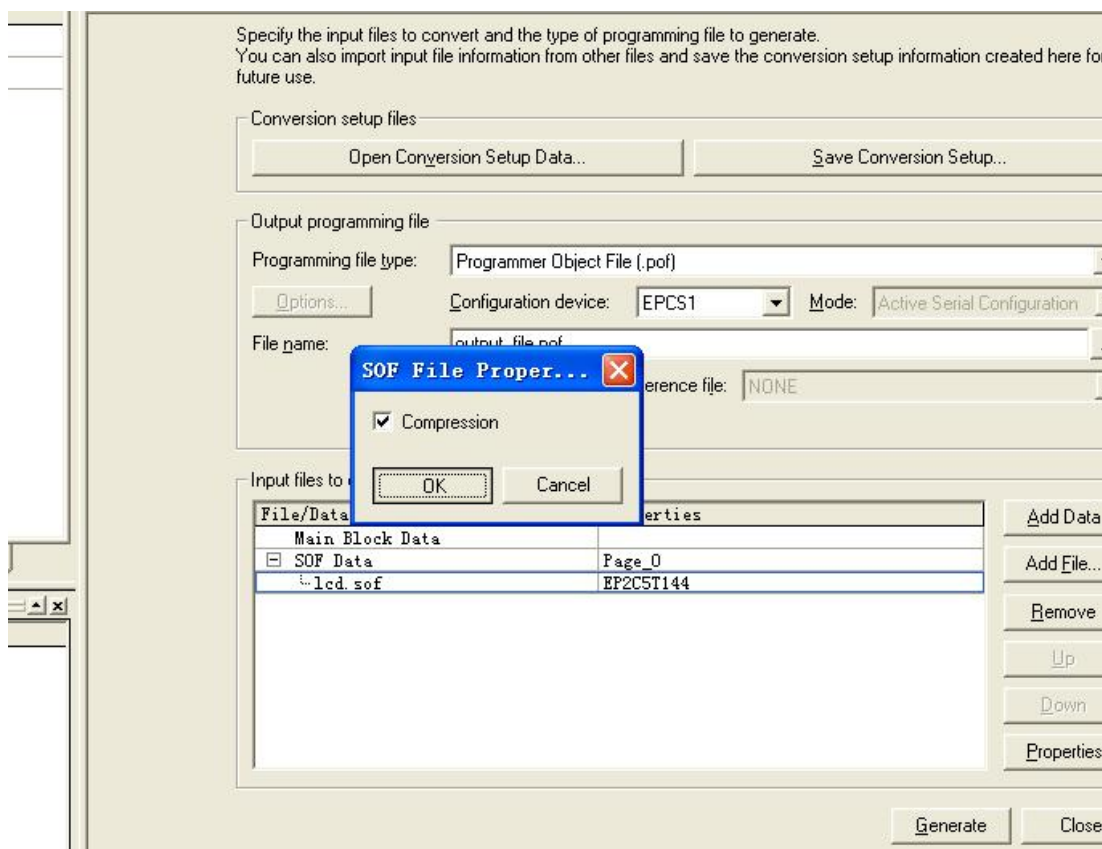 Specify the input files to convert and the type of programming file to generate.
You can also import input file information from other files and save the conversion setup information created here for
future use.
Conversion setup files
Open Conversion Setup Data...
Save Conversion Setup...
Output programming file
Programming file type:
Programmer Object File (.pof)
Options...
Configuration device:
EPCS1
Mode:
Active Serial Configuration
File name:
output_file.pof
SOF File Proper...
file:
NONE
Compression
OK
Cancel
Input files to
File/Data
Main Block Data
SOF Data
Page_0
lcd.sof
EP2C5T144
Add Data
Add File...
Remove
Up
Down
Properties
Generate
Close